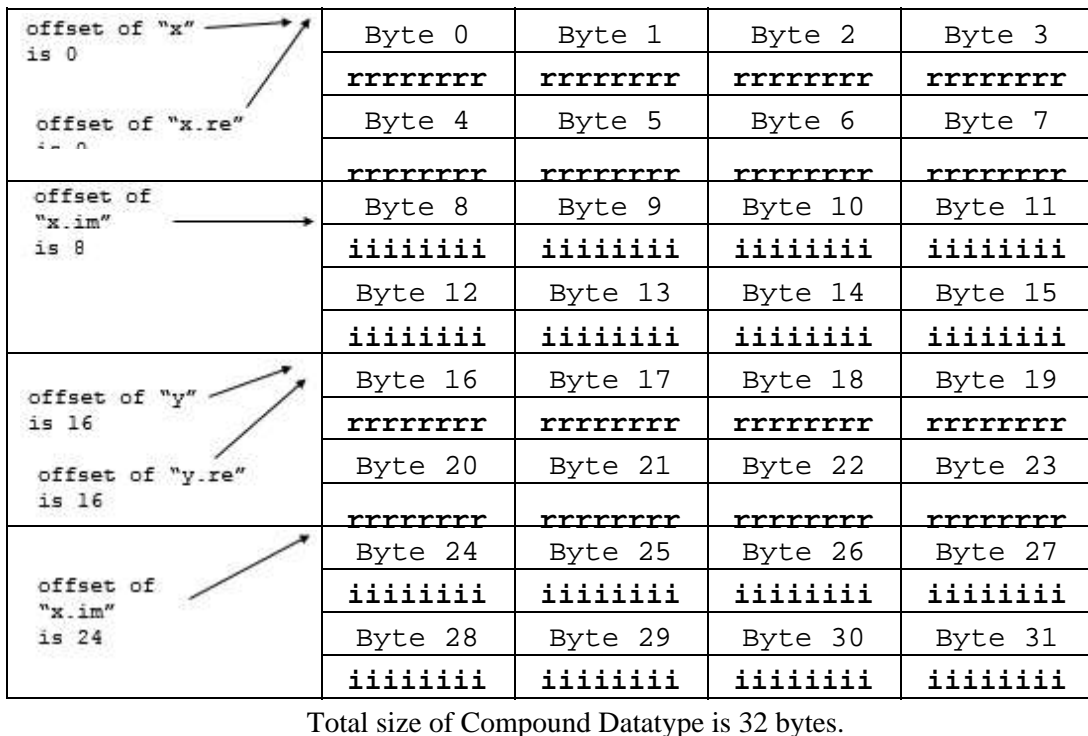 offset of "x"
is 0
offset of "x.re"
is 0
Byte 0 Byte 1 Byte 2 Byte 3
rrrrrrrr rrrrrrrr rrrrrrrr rrrrrrrr
Byte 4 Byte 5 Byte 6 Byte 7
rrrrrrrr rrrrrrrr rrrrrrrr rrrrrrrr
offset of
"x.im"
is 8
Byte 8 Byte 9 Byte 10 Byte 11
iiiiiiii iiiiiiii iiiiiiii iiiiiiii
Byte 12 Byte 13 Byte 14 Byte 15
iiiiiiii iiiiiiii iiiiiiii iiiiiiii
offset of "y"
is 16
offset of "y.re"
is 16
Byte 16 Byte 17 Byte 18 Byte 19
rrrrrrrr rrrrrrrr rrrrrrrr rrrrrrrr
Byte 20 Byte 21 Byte 22 Byte 23
rrrrrrrr rrrrrrrr rrrrrrrr rrrrrrrr
offset of
"x.im"
is 24
Byte 24 Byte 25 Byte 26 Byte 27
iiiiiiii iiiiiiii iiiiiiii iiiiiiii
Byte 28 Byte 29 Byte 30 Byte 31
iiiiiiii iiiiiiii iiiiiiii iiiiiiii
Total size of Compound Datatype is 32 bytes.